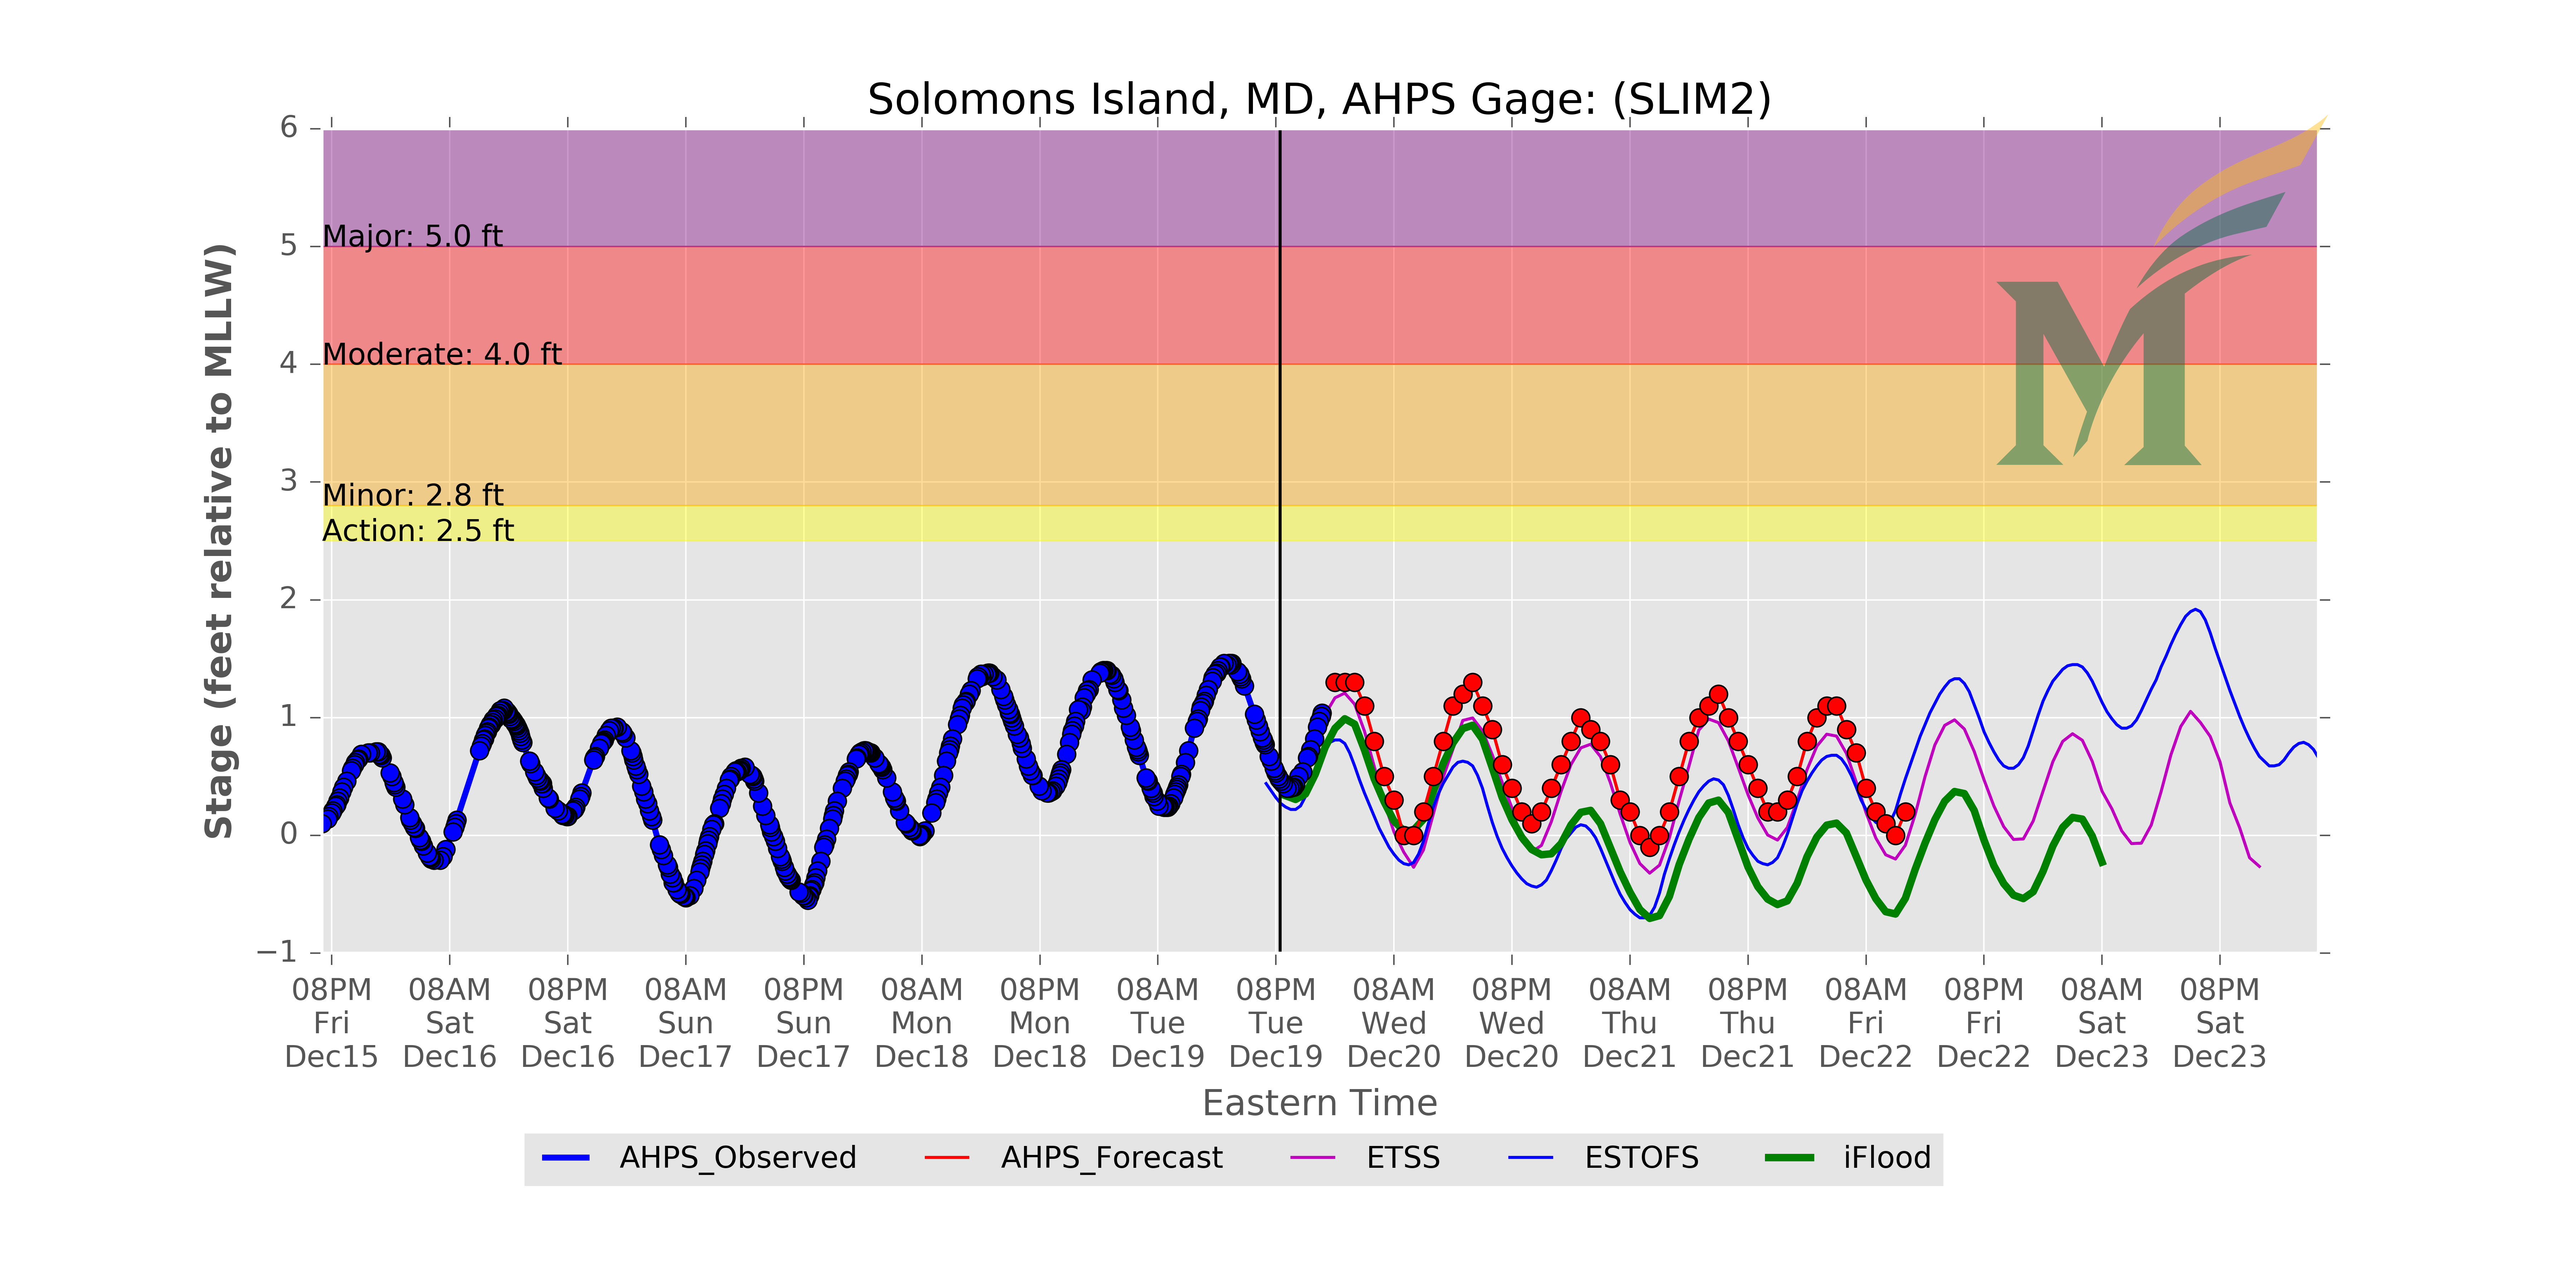 Solomons Island, MD, AHPS Gage: (SLIM2)
Stage (feet relative to MLLW)
6
5
4
3
2
1
0
−1
Major: 5.0 ft
Moderate: 4.0 ft
Minor: 2.8 ft
Action: 2.5 ft
M
08PM 08AM 08PM 08AM 08PM 08AM 08PM 08AM 08PM 08AM 08PM 08AM 08PM 08AM 08PM 08AM 08PM
Fri Sat Sat Sun Sun Mon Mon Tue Tue Wed Wed Thu Thu Fri Fri Sat Sat
Dec15 Dec16 Dec16 Dec17 Dec17 Dec18 Dec18 Dec19 Dec19 Dec20 Dec20 Dec21 Dec21 Dec22 Dec22 Dec23 Dec23
Eastern Time
AHPS_Observed AHPS_Forecast ETSS ESTOFS iFlood